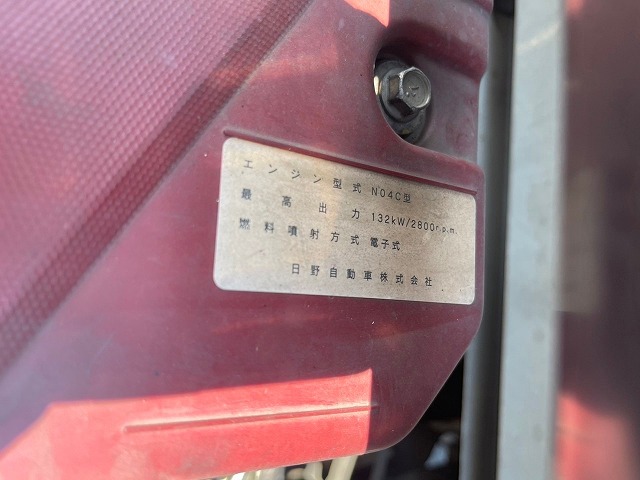 エンジン型式 N04C型
最高出力 132kW/2800r.p.m.
燃料噴射方式 電子式
日野自動車株式会社